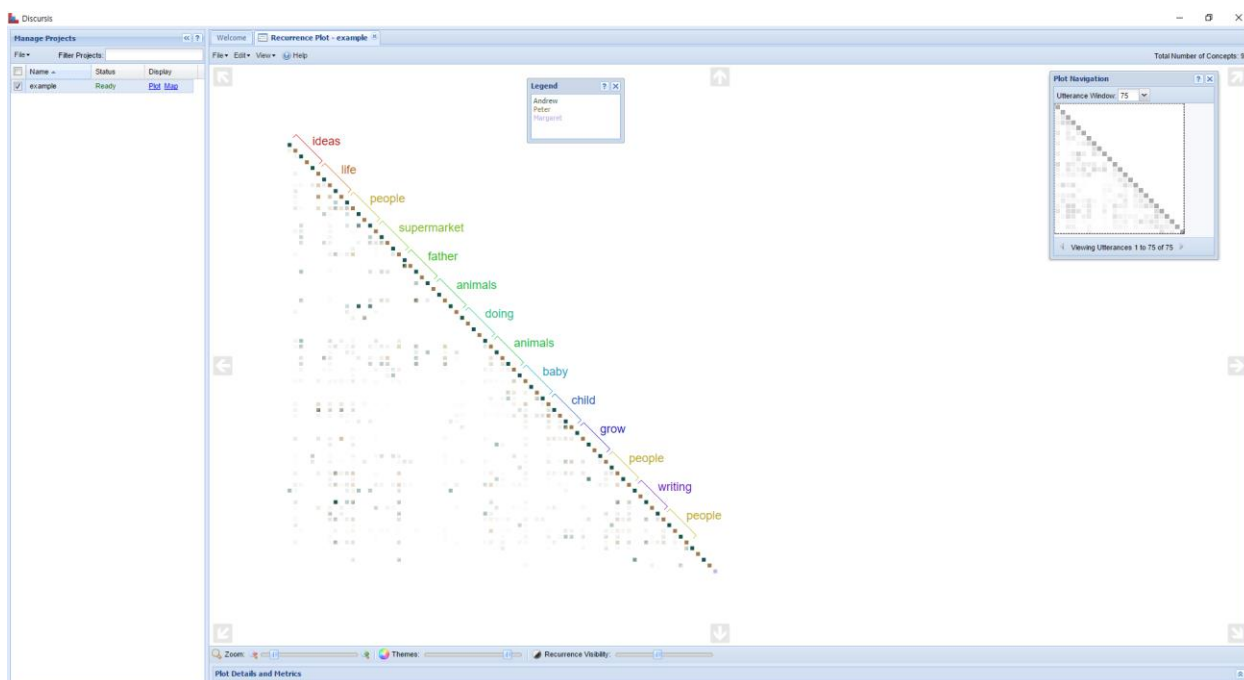 Discursis
Manage Projects
File Filter Projects:
Name Status Display
example Ready Plot Map
Welcome Recurrence Plot - example
File Edit View Help
Total Number of Concepts: 9
Legend
Andrew
Peter
Margaret
Plot Navigation
Utterance Window: 75
Viewing Utterances 1 to 75 of 75
ideas
life
people
supermarket
father
animals
doing
animals
baby
child
grow
people
writing
people
Zoom: Themes: Recurrence Visibility:
Plot Details and Metrics